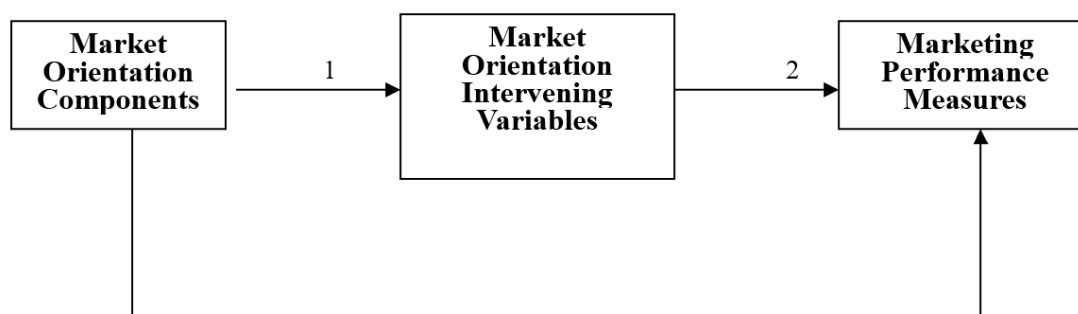 Market
Orientation
Components
1
Market
Orientation
Intervening
Variables
2
Marketing
Performance
Measures